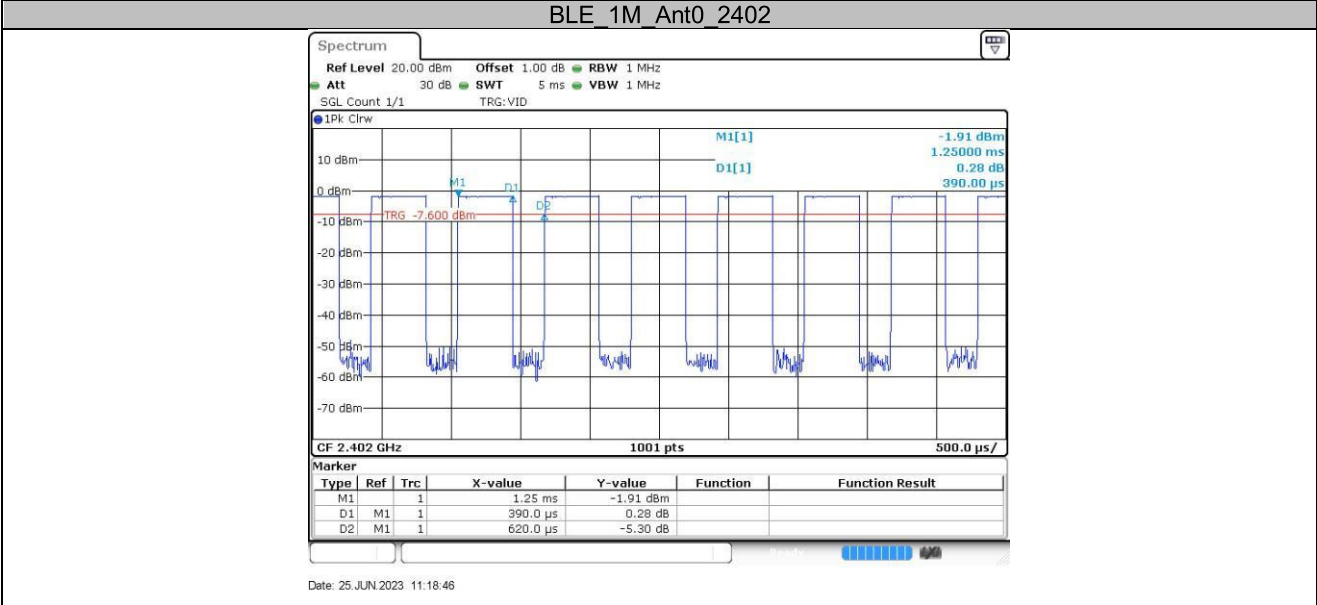 BLE_1M_Ant0_2402
Spectrum
Ref Level 20.00 dBm Offset 1.00 dB RBW 1 MHz
Att 30 dB SWT 5 ms VBW 1 MHz
SGL Count 1/1 TRG:VID
1Pk Clrw
M1[1] -1.91 dBm
1.25000 ms
10 dBm
D1[1] 0.28 dB
390.00 µs
M1
D1
0 dBm
D2
TRG -7.600 dBm
-10 dBm
-20 dBm
-30 dBm
-40 dBm
-50 dBm
-60 dBm
-70 dBm
CF 2.402 GHz 1001 pts 500.0 µs/
Marker
Type Ref Trc X-value Y-value Function Function Result
M1 1 1.25 ms -1.91 dBm
D1 M1 1 390.0 µs 0.28 dB
D2 M1 1 620.0 µs -5.30 dB
Ready
Date: 25.JUN.2023 11:18:46